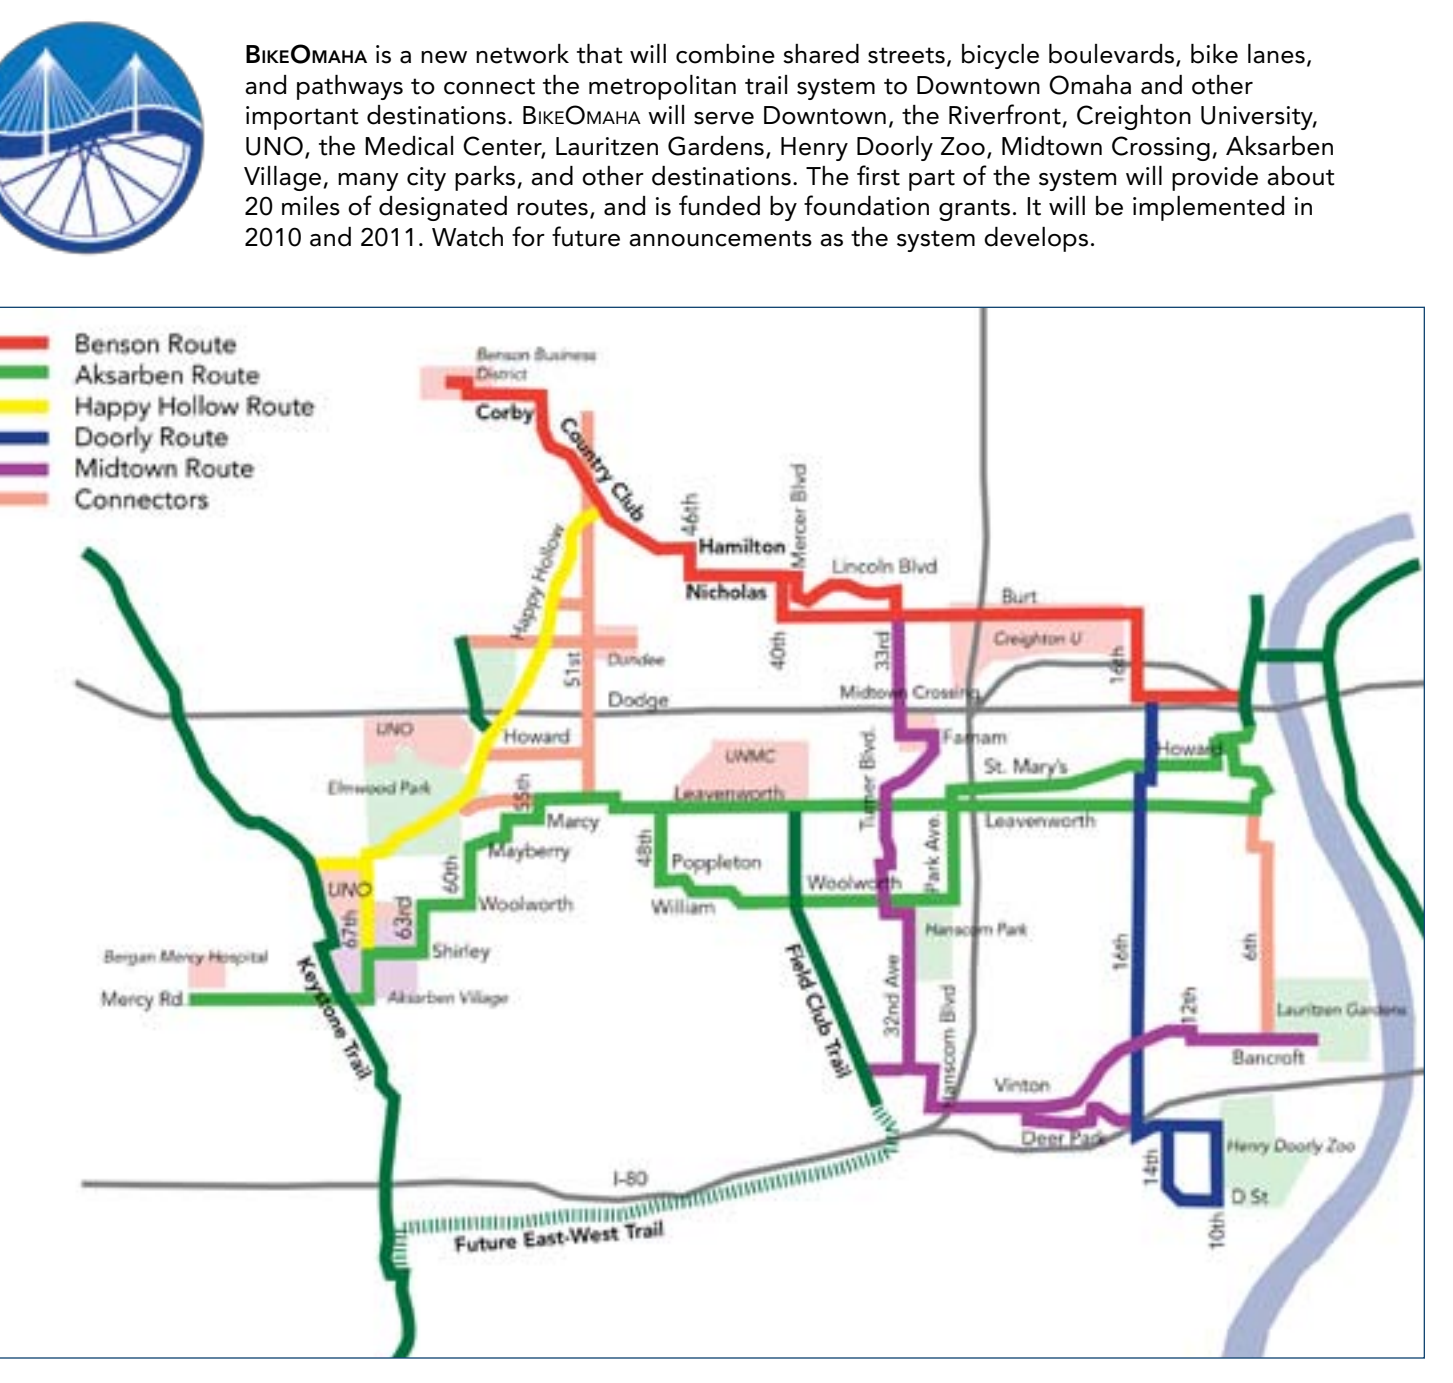 BIKEOMAHA is a new network that will combine shared streets, bicycle boulevards, bike lanes,
and pathways to connect the metropolitan trail system to Downtown Omaha and other
important destinations. BIKEOMAHA will serve Downtown, the Riverfront, Creighton University,
UNO, the Medical Center, Lauritzen Gardens, Henry Doorly Zoo, Midtown Crossing, Aksarben
Village, many city parks, and other destinations. The first part of the system will provide about
20 miles of designated routes, and is funded by foundation grants. It will be implemented in
2010 and 2011. Watch for future announcements as the system develops.
Benson Route
Aksarben Route
Happy Hollow Route
Doorly Route
Midtown Route
Connectors
Benson Business
District
Corby
Country Club
46th
Mercer Blvd
Hamilton
Happy Hollow
Lincoln Blvd
Nicholas
Burt
Creighton U
40th
33rd
16th
51st
Dundee
Midtown Crossing
Dodge
UNO
Howard
Farnam
Howard
UNMC
Turner Blvd.
St. Mary's
Elmwood Park
55th
Leavenworth
Marcy
Leavenworth
48th
Park Ave.
Mayberry
Poppleton
60th
Woolworth
UNO
Woolworth
William
67th
63rd
Hanscom Park
Shirley
16th
6th
Bergan Mercy Hospital
Keystone Trail
Field Club Trail
32nd Ave
Mercy Rd.
Aksarben Village
Hanscom Blvd
12th
Lauritzen Gardens
Bancroft
Vinton
Deer Park
Henry Doorly Zoo
14th
I-80
D St
10th
Future East-West Trail